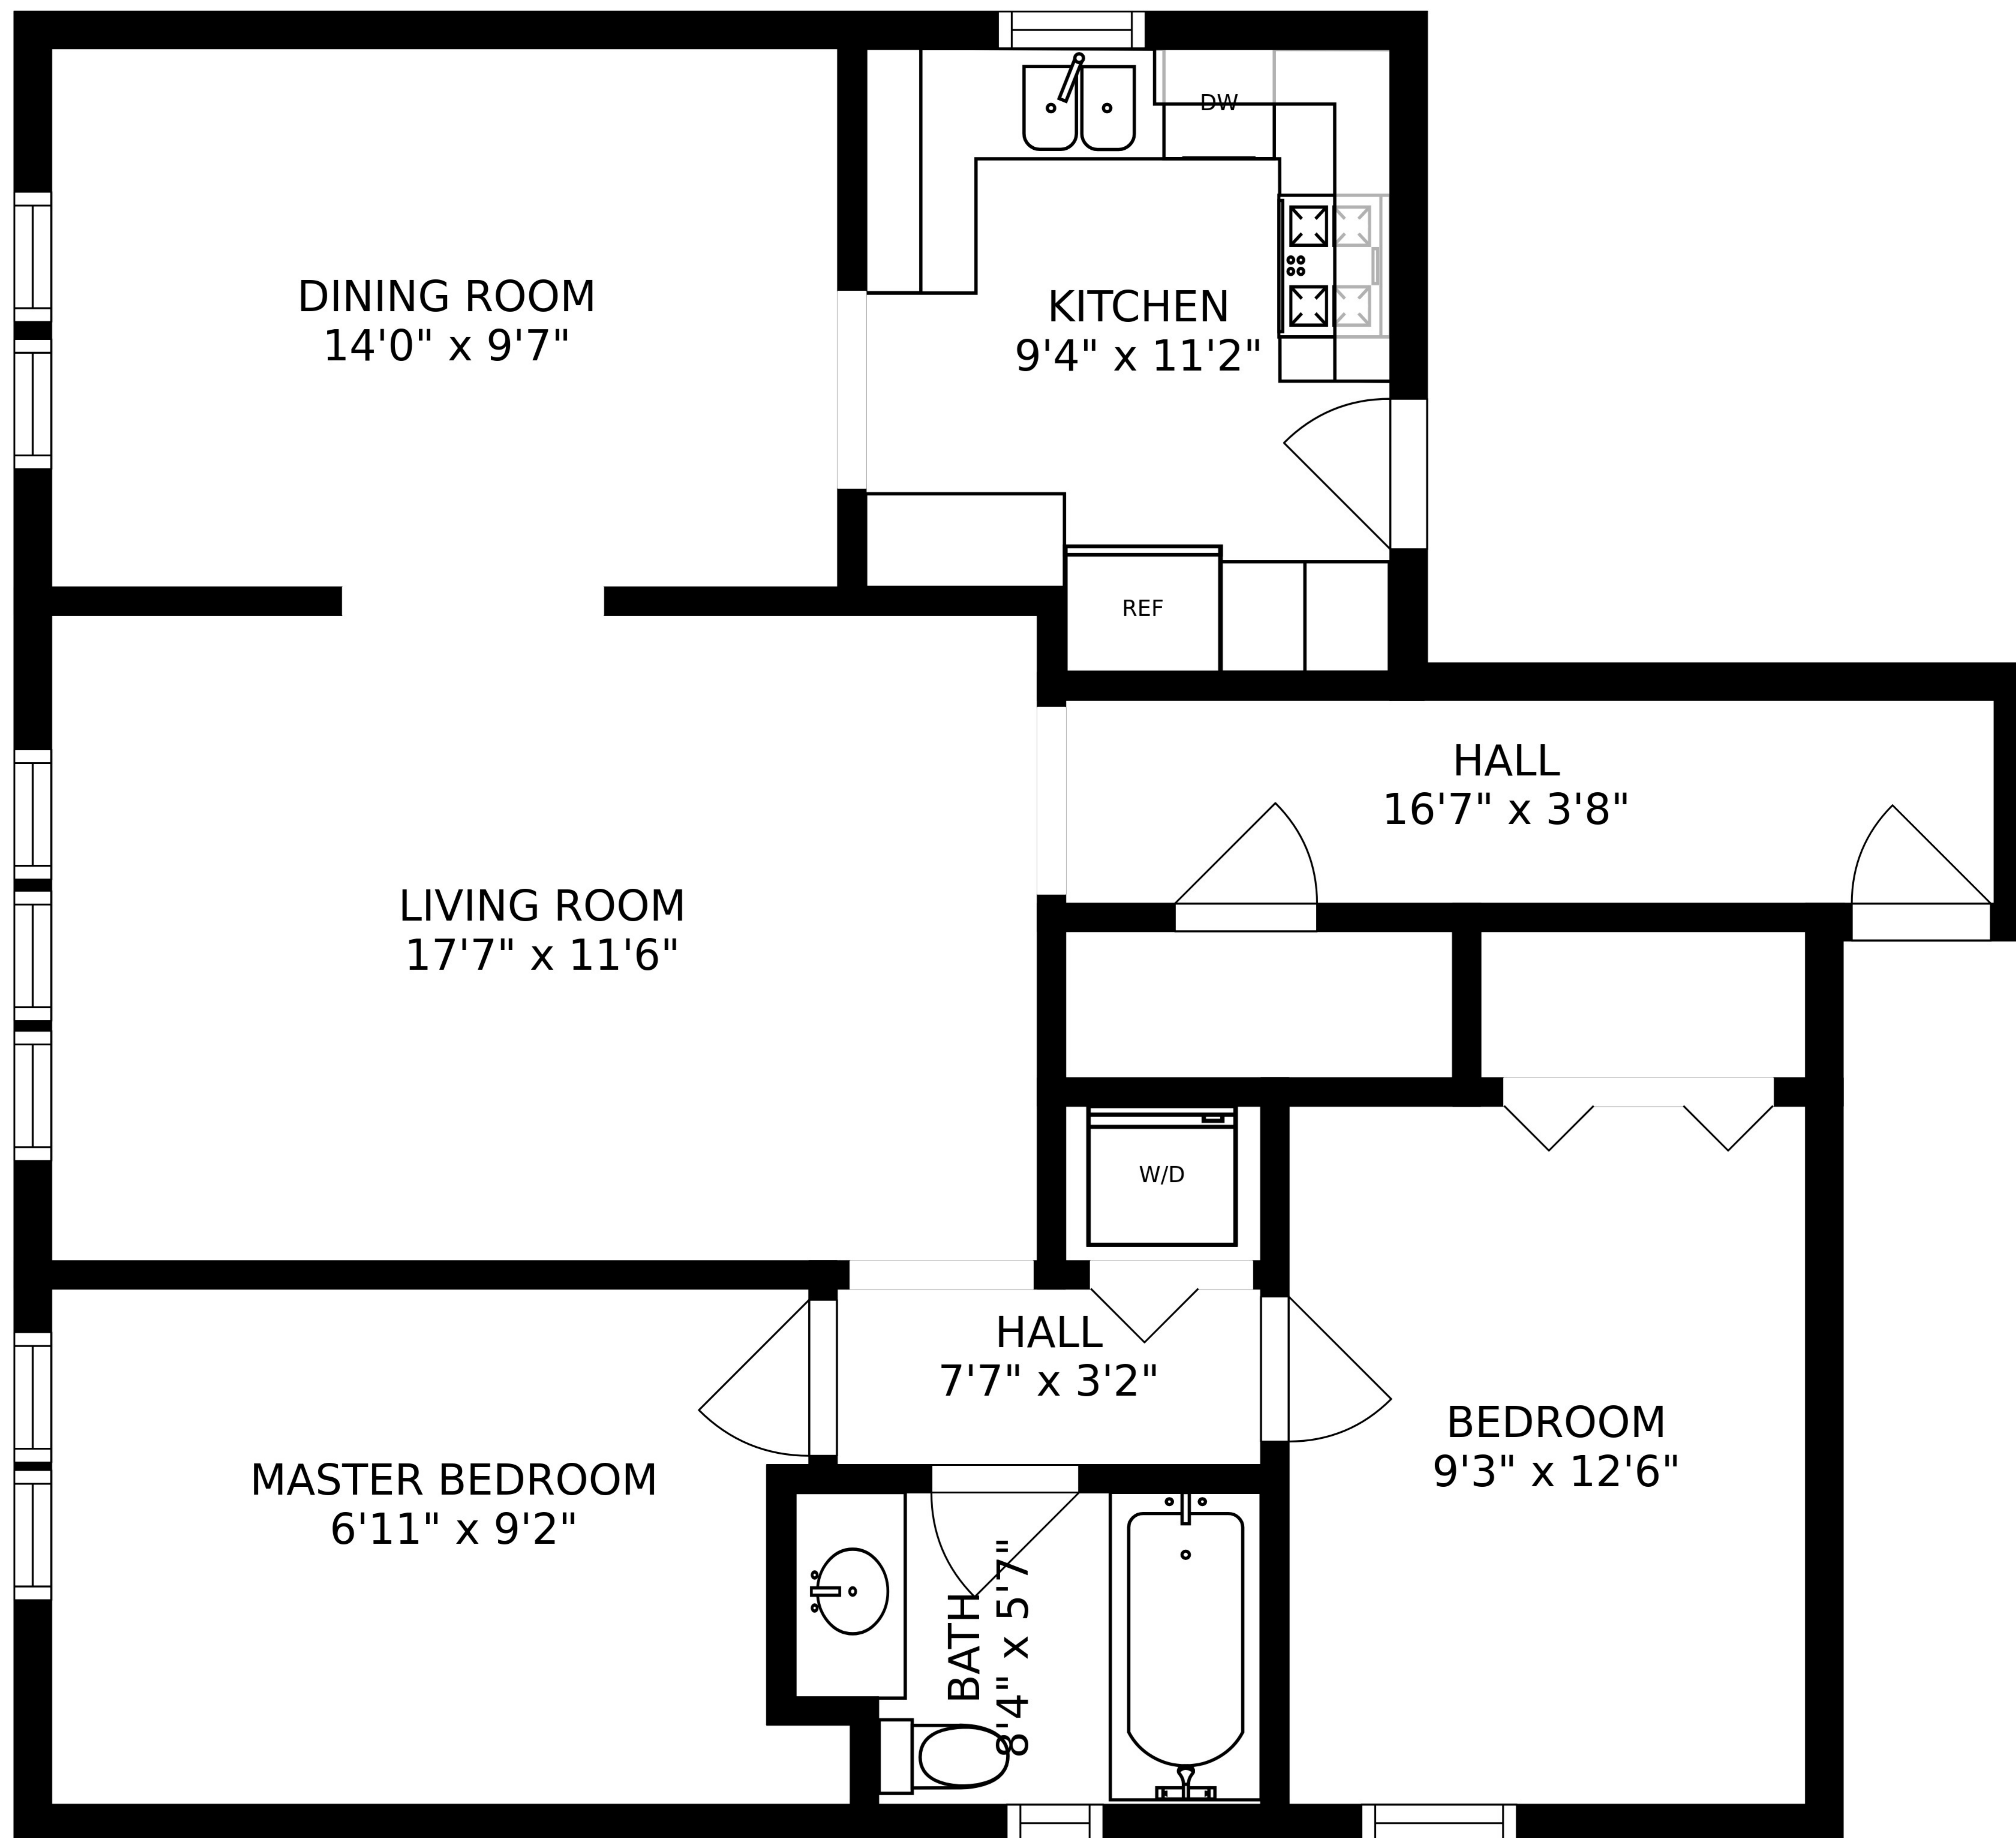 DW
DINING ROOM
14'0" x 9'7"
KITCHEN
9'4" x 11'2"
REF
HALL
16'7" x 3'8"
LIVING ROOM
17'7" x 11'6"
W/D
HALL
7'7" x 3'2"
BEDROOM
9'3" x 12'6"
MASTER BEDROOM
6'11" x 9'2"
BATH
8'4" x 5'7"